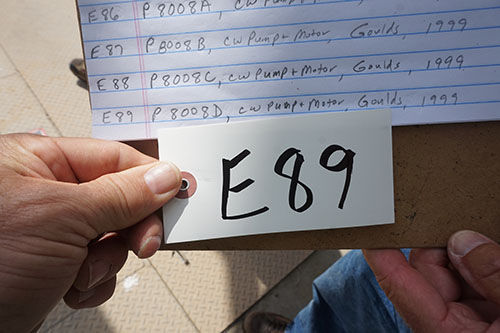 E86 P8008A
E87 P8008B, CW Pump + Motor, Goulds, 1999
E88 P8008C, CW Pump + Motor, Goulds, 1999
E89 P8008D, CW Pump + Motor, Goulds, 1999
E89